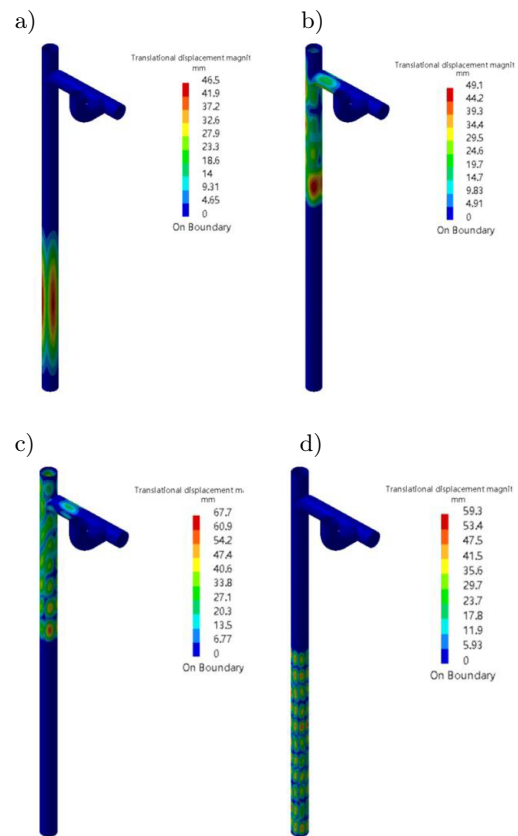 a)
Translational displacement magnit
mm
46.5
41.9
37.2
32.6
27.9
23.3
18.6
14
9.31
4.65
0
On Boundary
b)
Translational displacement magnit
mm
49.1
44.2
39.3
34.4
29.5
24.6
19.7
14.7
9.83
4.91
0
On Boundary
c)
Translational displacement ma
mm
67.7
60.9
54.2
47.4
40.6
33.8
27.1
20.3
13.5
6.77
0
On Boundary
d)
Translational displacement magnit
mm
59.3
53.4
47.5
41.5
35.6
29.7
23.7
17.8
11.9
5.93
0
On Boundary